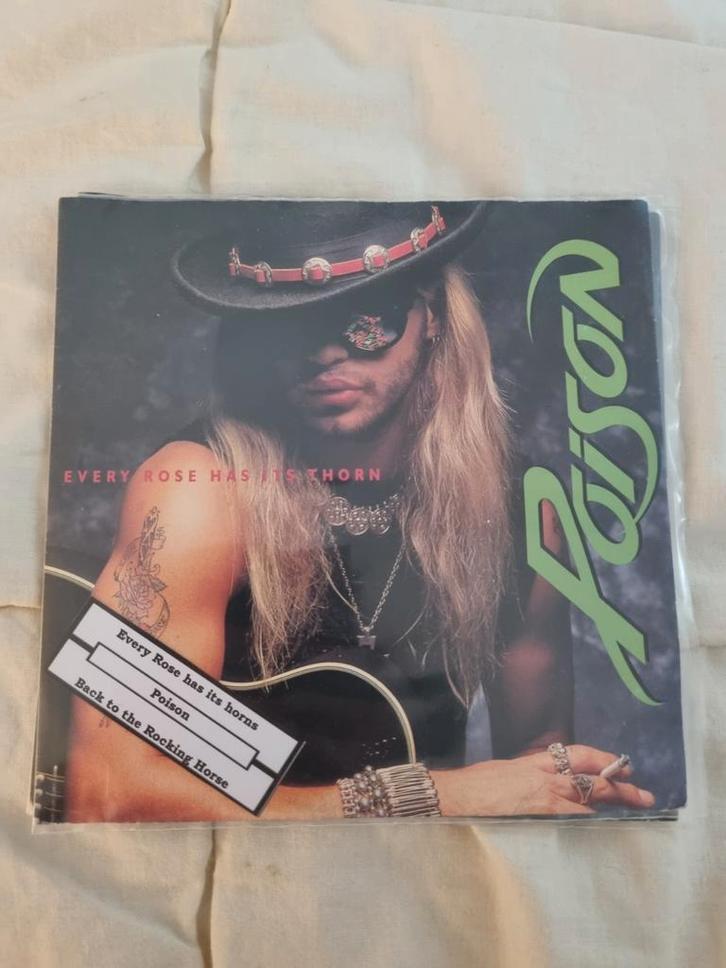 Poison
EVERY ROSE HAS ITS THORN
Every Rose has its horns
Poison
Back to the Rocking Horse